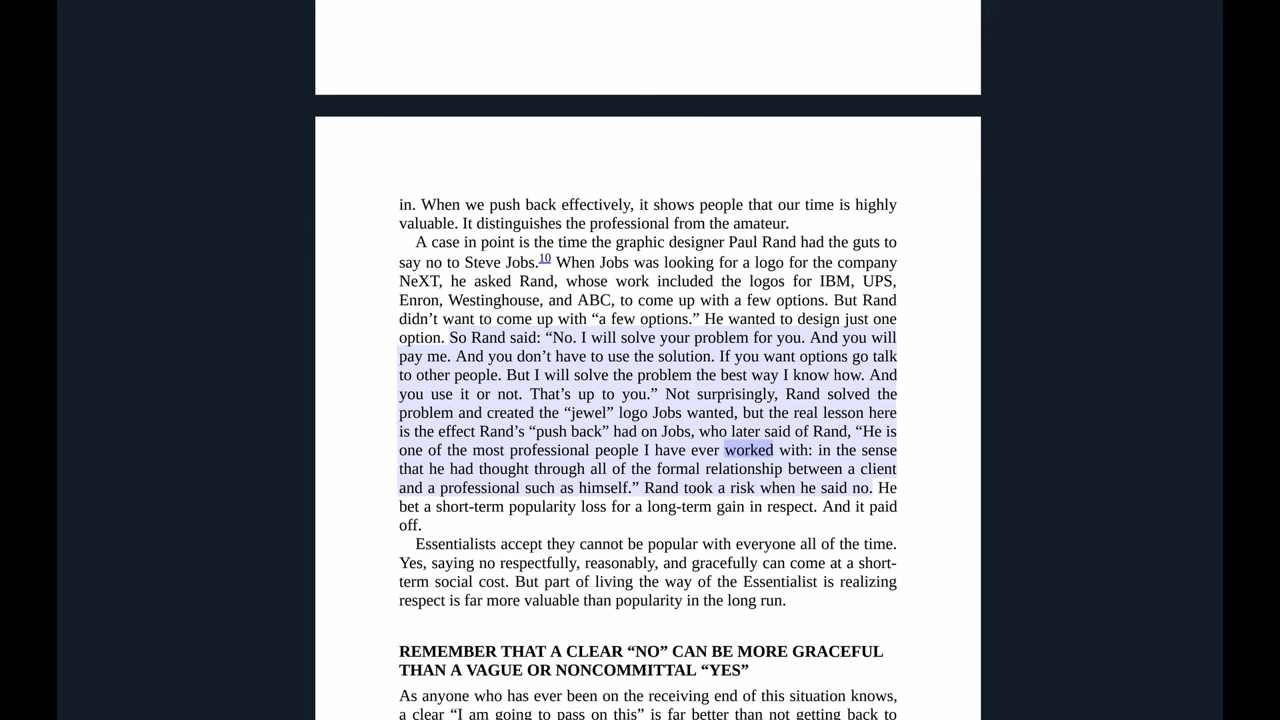 in. When we push back effectively, it shows people that our time is highly
valuable. It distinguishes the professional from the amateur.
A case in point is the time the graphic designer Paul Rand had the guts to
say no to Steve Jobs.10 When Jobs was looking for a logo for the company
NeXT, he asked Rand, whose work included the logos for IBM, UPS,
Enron, Westinghouse, and ABC, to come up with a few options. But Rand
didn’t want to come up with “a few options.” He wanted to design just one
option. So Rand said: “No. I will solve your problem for you. And you will
pay me. And you don’t have to use the solution. If you want options go talk
to other people. But I will solve the problem the best way I know how. And
you use it or not. That’s up to you.” Not surprisingly, Rand solved the
problem and created the “jewel” logo Jobs wanted, but the real lesson here
is the effect Rand’s “push back” had on Jobs, who later said of Rand, “He is
one of the most professional people I have ever worked with: in the sense
that he had thought through all of the formal relationship between a client
and a professional such as himself.” Rand took a risk when he said no. He
bet a short-term popularity loss for a long-term gain in respect. And it paid
off.
Essentialists accept they cannot be popular with everyone all of the time.
Yes, saying no respectfully, reasonably, and gracefully can come at a short-
term social cost. But part of living the way of the Essentialist is realizing
respect is far more valuable than popularity in the long run.
REMEMBER THAT A CLEAR “NO” CAN BE MORE GRACEFUL
THAN A VAGUE OR NONCOMMITTAL “YES”
As anyone who has ever been on the receiving end of this situation knows,
a clear “I am going to pass on this” is far better than not getting back to